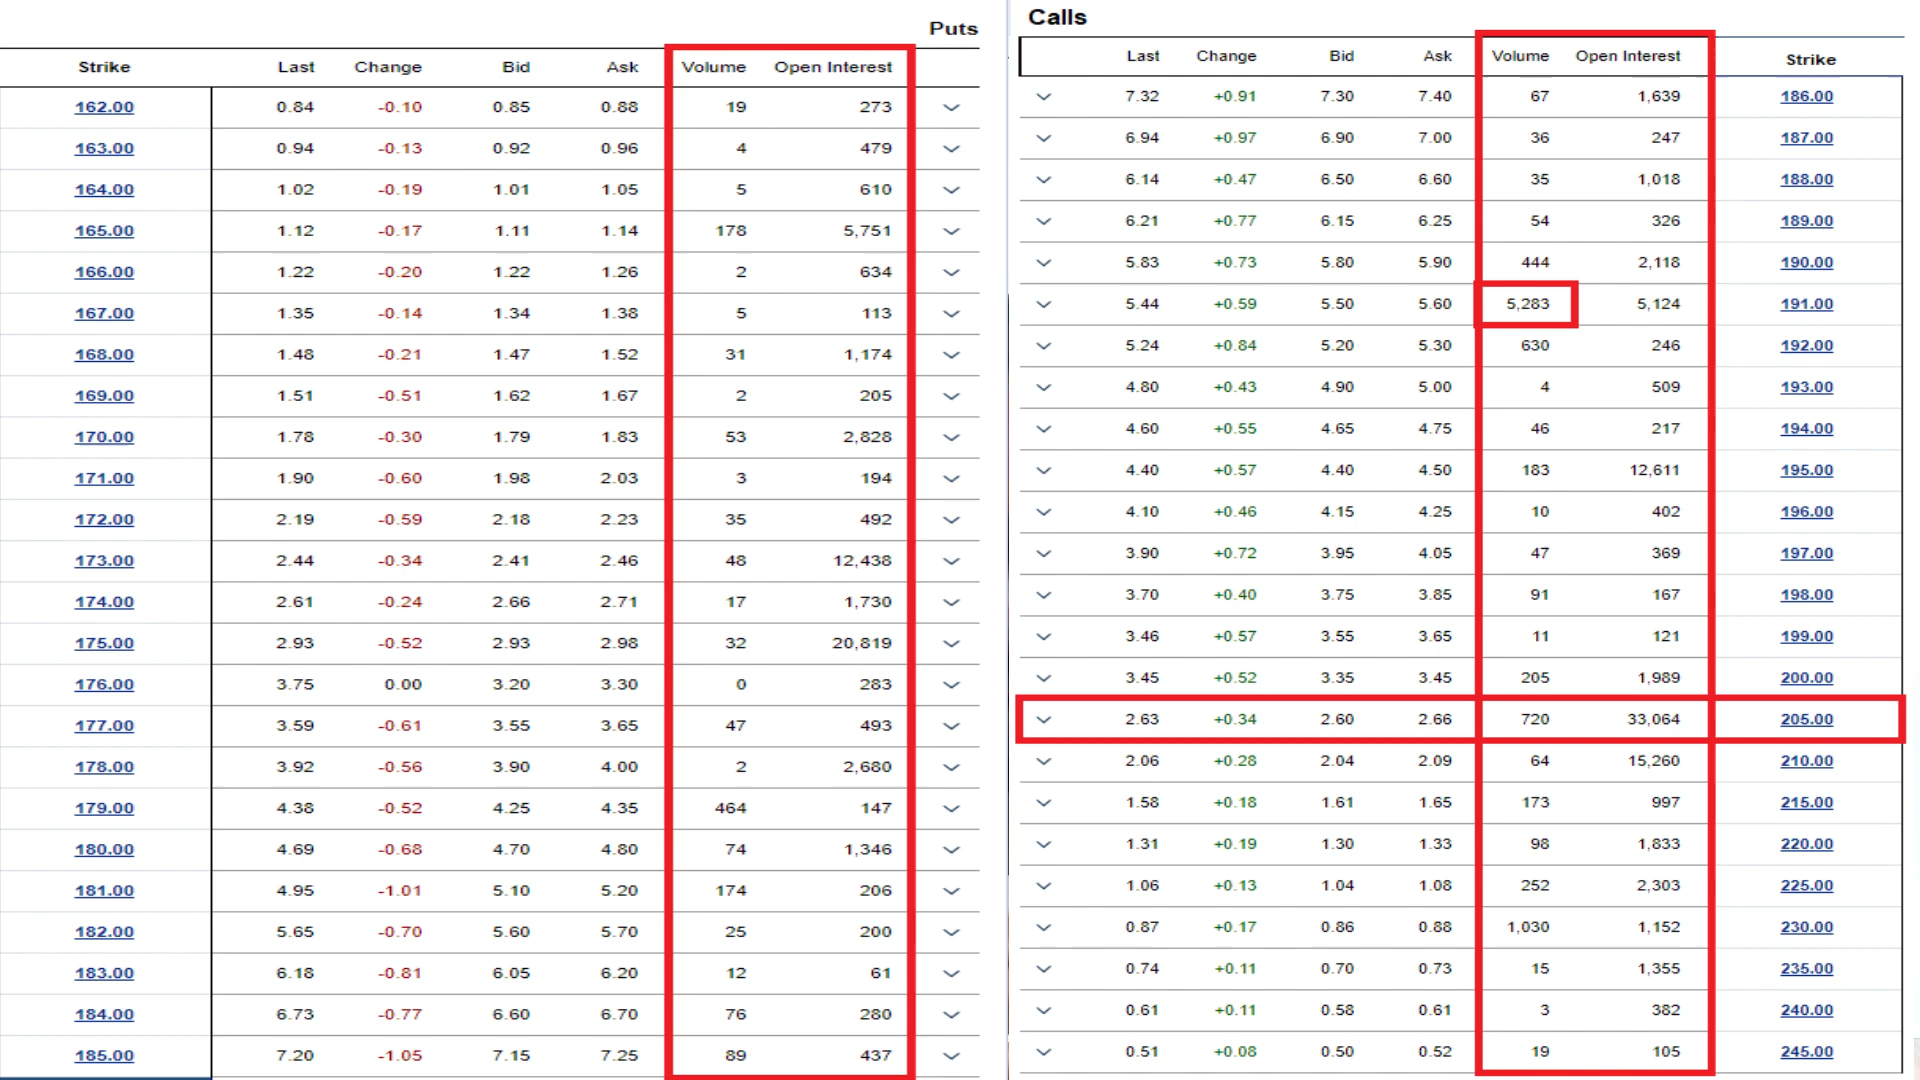 Puts
Strike Last Change Bid Ask Volume Open Interest
162.00 0.84 -0.10 0.85 0.88 19 273
163.00 0.94 -0.13 0.92 0.96 4 479
164.00 1.02 -0.19 1.01 1.05 5 610
165.00 1.12 -0.17 1.11 1.14 178 5,751
166.00 1.22 -0.20 1.22 1.26 2 634
167.00 1.35 -0.14 1.34 1.38 5 113
168.00 1.48 -0.21 1.47 1.52 31 1,174
169.00 1.51 -0.51 1.62 1.67 2 205
170.00 1.78 -0.30 1.79 1.83 53 2,828
171.00 1.90 -0.60 1.98 2.03 3 194
172.00 2.19 -0.59 2.18 2.23 35 492
173.00 2.44 -0.34 2.41 2.46 48 12,438
174.00 2.61 -0.24 2.66 2.71 17 1,730
175.00 2.93 -0.52 2.93 2.98 32 20,819
176.00 3.75 0.00 3.20 3.30 0 283
177.00 3.59 -0.61 3.55 3.65 47 493
178.00 3.92 -0.56 3.90 4.00 2 2,680
179.00 4.38 -0.52 4.25 4.35 464 147
180.00 4.69 -0.68 4.70 4.80 74 1,346
181.00 4.95 -1.01 5.10 5.20 174 206
182.00 5.65 -0.70 5.60 5.70 25 200
183.00 6.18 -0.81 6.05 6.20 12 61
184.00 6.73 -0.77 6.60 6.70 76 280
185.00 7.20 -1.05 7.15 7.25 89 437
Calls
Last Change Bid Ask Volume Open Interest Strike
7.32 +0.91 7.30 7.40 67 1,639 186.00
6.94 +0.97 6.90 7.00 36 247 187.00
6.14 +0.47 6.50 6.60 35 1,018 188.00
6.21 +0.77 6.15 6.25 54 326 189.00
5.83 +0.73 5.80 5.90 444 2,118 190.00
5.44 +0.59 5.50 5.60 5,283 5,124 191.00
5.24 +0.84 5.20 5.30 630 246 192.00
4.80 +0.43 4.90 5.00 4 509 193.00
4.60 +0.55 4.65 4.75 46 217 194.00
4.40 +0.57 4.40 4.50 183 12,611 195.00
4.10 +0.46 4.15 4.25 10 402 196.00
3.90 +0.72 3.95 4.05 47 369 197.00
3.70 +0.40 3.75 3.85 91 167 198.00
3.46 +0.57 3.55 3.65 11 121 199.00
3.45 +0.52 3.35 3.45 205 1,989 200.00
2.63 +0.34 2.60 2.66 720 33,064 205.00
2.06 +0.28 2.04 2.09 64 15,260 210.00
1.58 +0.18 1.61 1.65 173 997 215.00
1.31 +0.19 1.30 1.33 98 1,833 220.00
1.06 +0.13 1.04 1.08 252 2,303 225.00
0.87 +0.17 0.86 0.88 1,030 1,152 230.00
0.74 +0.11 0.70 0.73 15 1,355 235.00
0.61 +0.11 0.58 0.61 3 382 240.00
0.51 +0.08 0.50 0.52 19 105 245.00